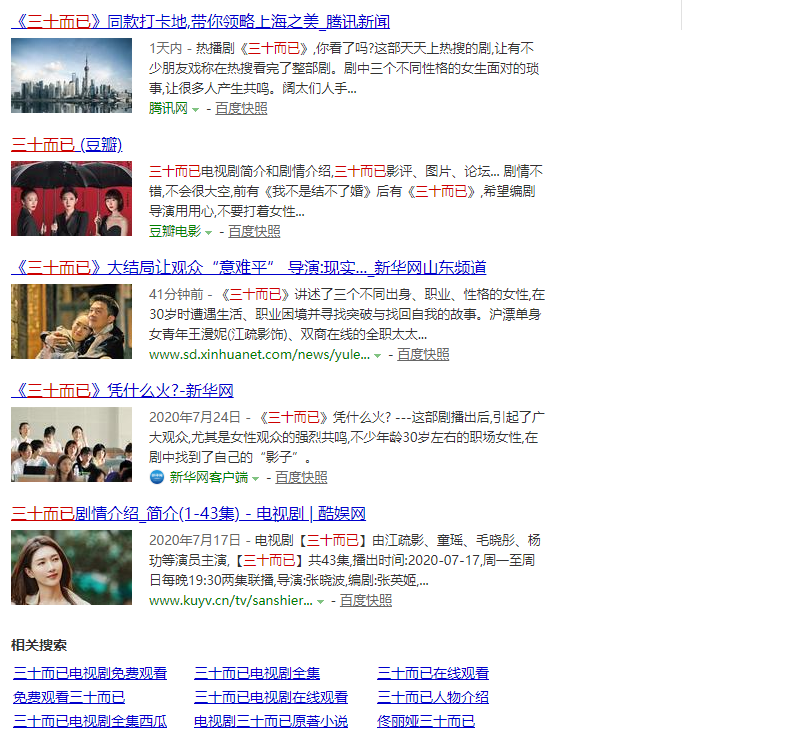 《三十而已》同款打卡地,带你领略上海之美_腾讯新闻
1天内 - 热播剧《三十而已》,你看了吗?这部天天上热搜的剧,让有不
少朋友戏称在热搜看完了整部剧。剧中三个不同性格的女生面对的琐
事,让很多人产生共鸣。阔太们人手...
腾讯网 - 百度快照
三十而已 (豆瓣)
三十而已电视剧简介和剧情介绍,三十而已影评、图片、论坛... 剧情不
错,不会很大空,前有《我不是结不了婚》后有《三十而已》,希望编剧
导演用用心,不要打着女性...
豆瓣电影 - 百度快照
《三十而已》大结局让观众“意难平” 导演:现实..._新华网山东频道
41分钟前 - 《三十而已》讲述了三个不同出身、职业、性格的女性,在
30岁时遭遇生活、职业困境并寻找突破与找回自我的故事。沪漂单身
女青年王漫妮(江疏影饰)、双商在线的全职太太...
www.sd.xinhuanet.com/news/yule... - 百度快照
《三十而已》凭什么火?-新华网
2020年7月24日 - 《三十而已》凭什么火? ---这部剧播出后,引起了广
大观众,尤其是女性观众的强烈共鸣,不少年龄30岁左右的职场女性,在
剧中找到了自己的“影子”。
新华网客户端 - 百度快照
三十而已剧情介绍_简介(1-43集) - 电视剧 | 酷娱网
2020年7月17日 - 电视剧【三十而已】由江疏影、童瑶、毛晓彤、杨
玏等演员主演,【三十而已】共43集,播出时间:2020-07-17,周一至周
日每晚19:30两集联播,导演:张晓波,编剧:张英姬,...
www.kuyv.cn/tv/sanshier... - 百度快照
相关搜索
三十而已电视剧免费观看 三十而已电视剧全集 三十而已在线观看
免费观看三十而已 三十而已电视剧在线观看 三十而已人物介绍
三十而已电视剧全集西瓜 电视剧三十而已原著小说 佟丽娅三十而已